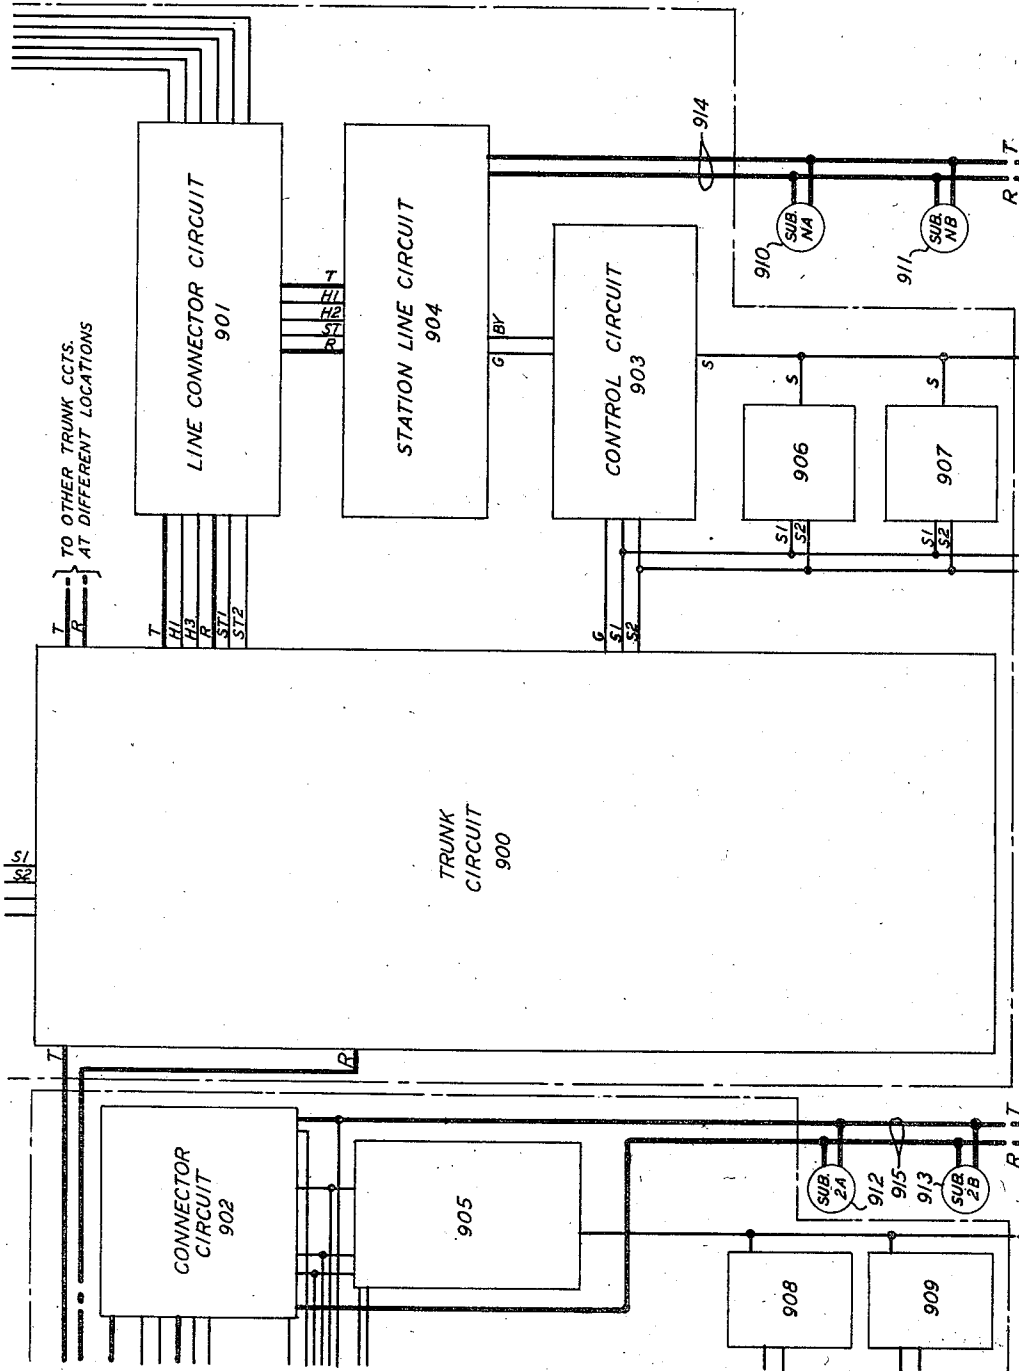 TO OTHER TRUNK CCTS.
AT DIFFERENT LOCATIONS
T
R
LINE CONNECTOR CIRCUIT
901
T
H1
H3
R
ST1
ST2
T
H1
H2
ST
R
STATION LINE CIRCUIT
904
G
BY
CONTROL CIRCUIT
903
G
S1
S2
S
914
SUB.
NA
910
SUB.
NB
911
R
T
906
S
S1
S2
907
S
S1
S2
TRUNK
CIRCUIT
900
S1
S2
T
R
CONNECTOR
CIRCUIT
902
905
SUB.
2A
912
915
913
SUB.
2B
R
T
908
909